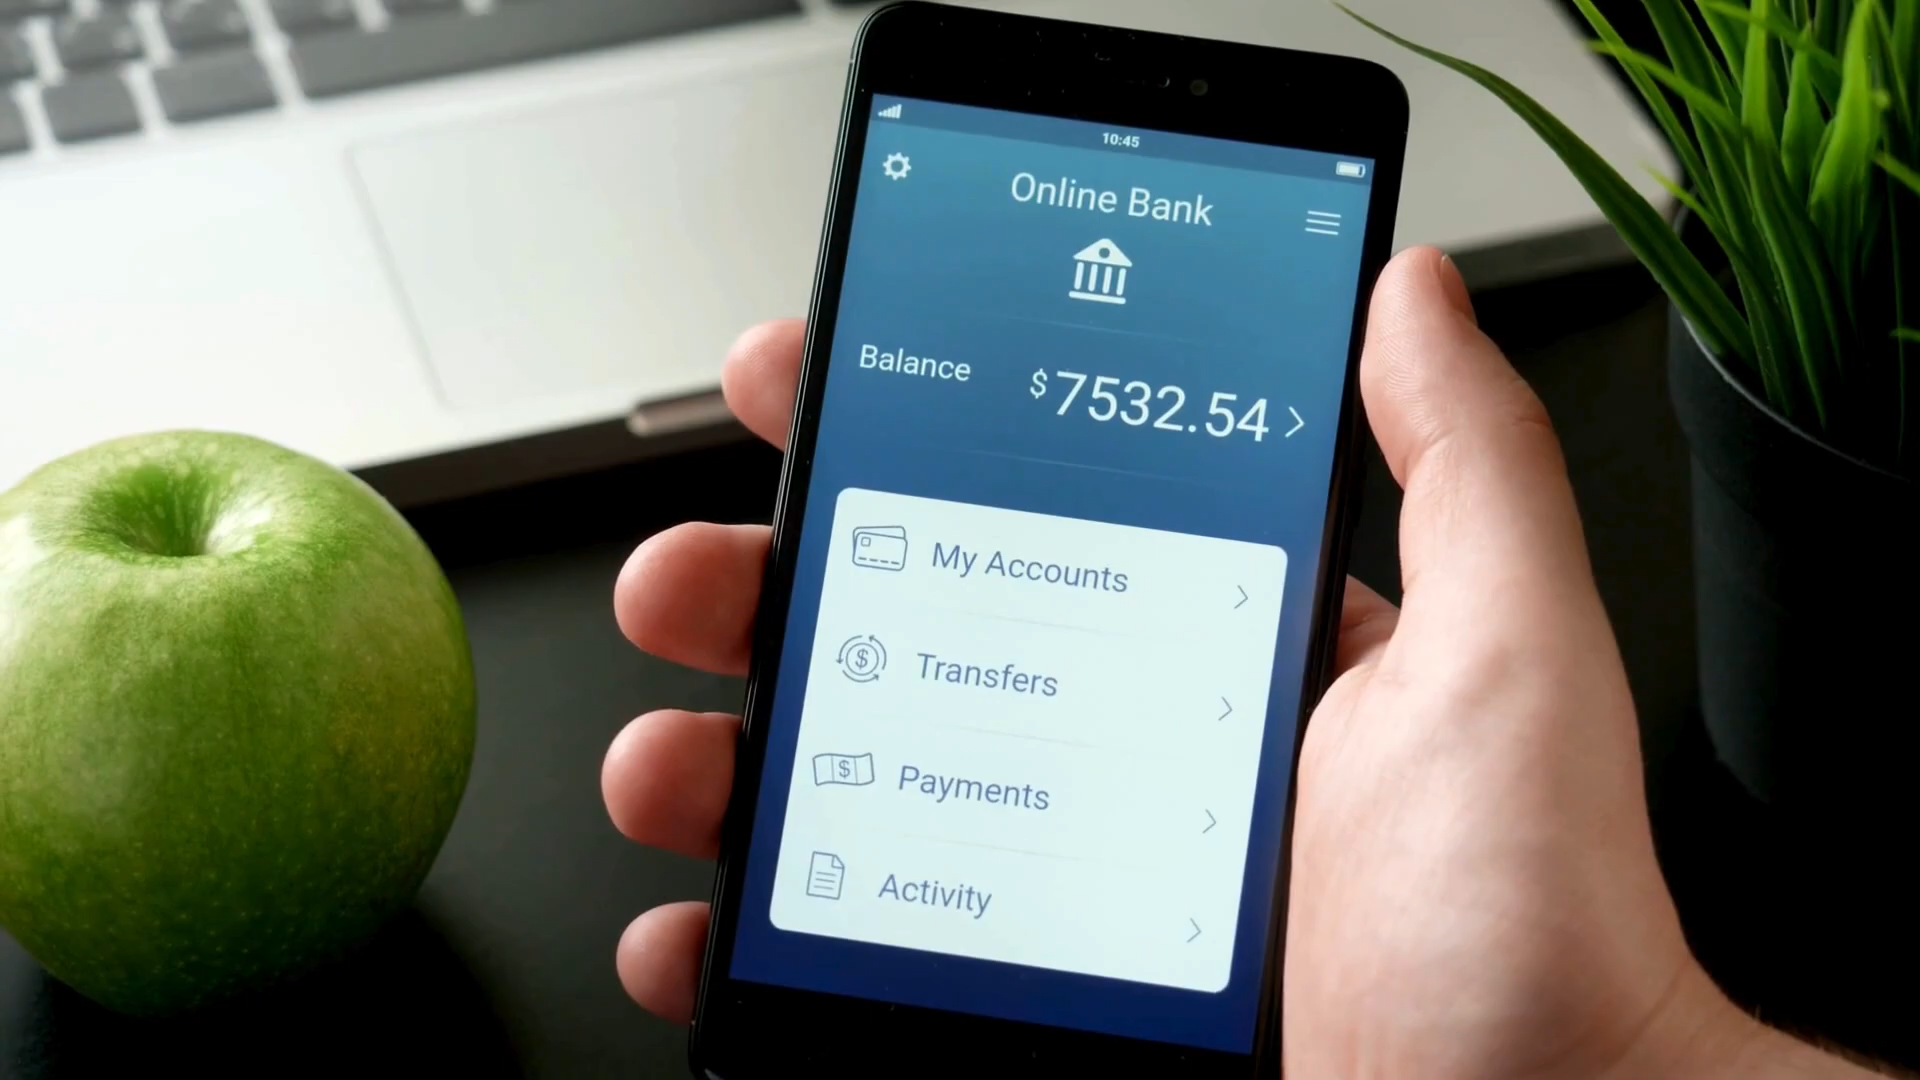 10:45
Online Bank
Balance $7532.54
My Accounts
$ Transfers
$ Payments
Activity